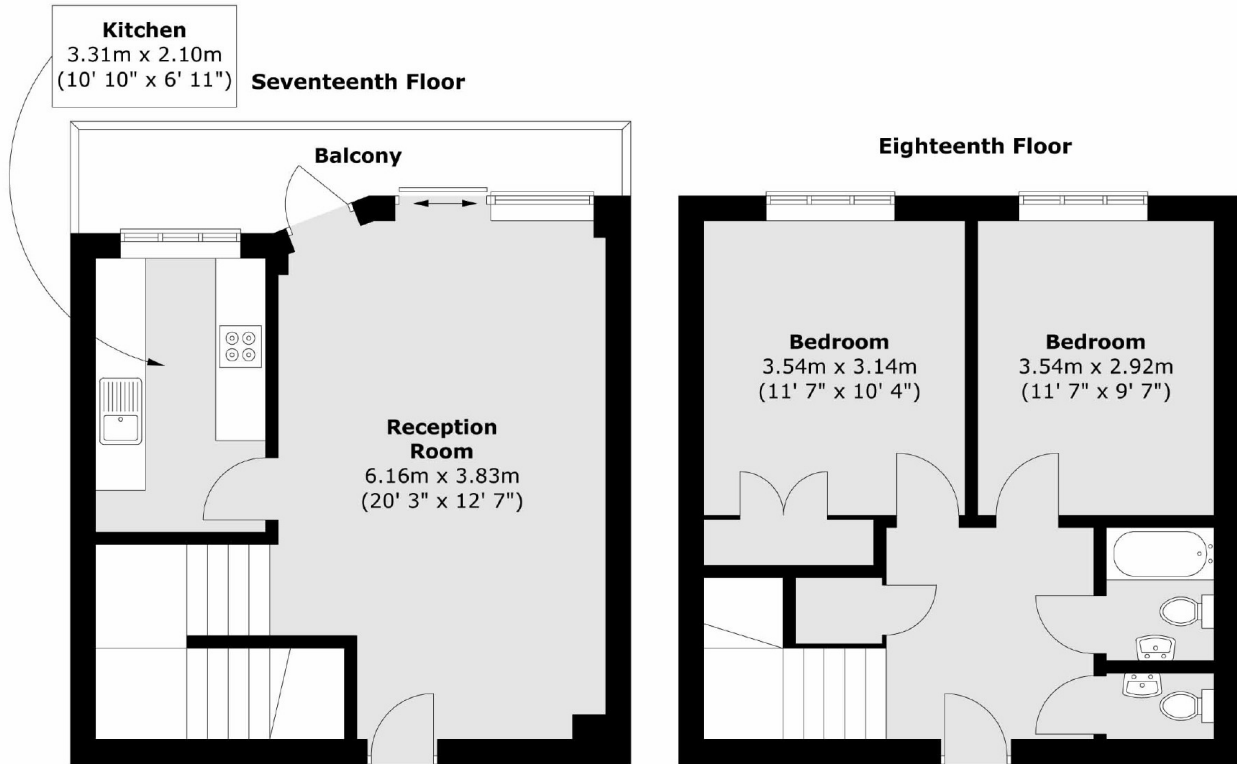 Kitchen
3.31m x 2.10m
(10' 10" x 6' 11")
Seventeenth Floor
Balcony
Reception
Room
6.16m x 3.83m
(20' 3" x 12' 7")
Eighteenth Floor
Bedroom
3.54m x 3.14m
(11' 7" x 10' 4")
Bedroom
3.54m x 2.92m
(11' 7" x 9' 7")